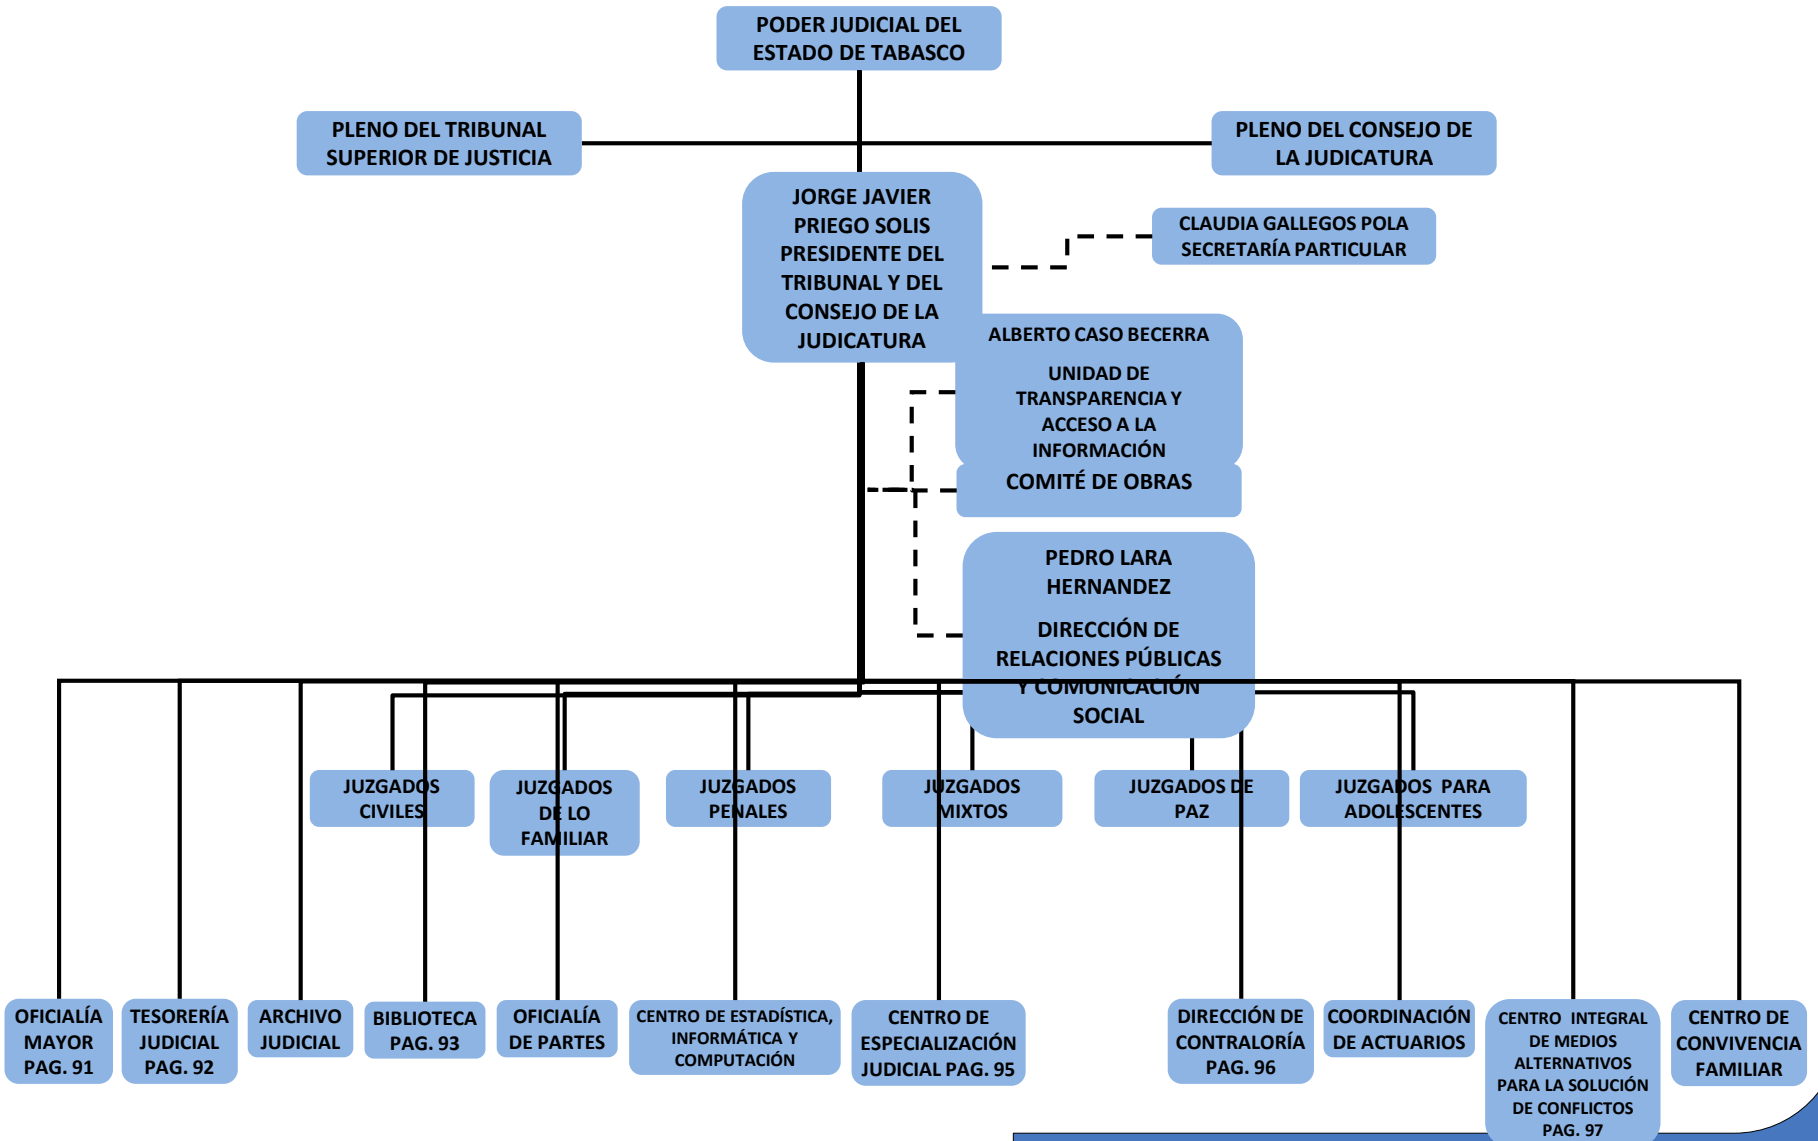 PODER JUDICIAL DEL
ESTADO DE TABASCO
PLENO DEL TRIBUNAL
SUPERIOR DE JUSTICIA
PLENO DEL CONSEJO DE
LA JUDICATURA
JORGE JAVIER
PRIEGO SOLIS
PRESIDENTE DEL
TRIBUNAL Y DEL
CONSEJO DE LA
JUDICATURA
CLAUDIA GALLEGOS POLA
SECRETARÍA PARTICULAR
ALBERTO CASO BECERRA
UNIDAD DE
TRANSPARENCIA Y
ACCESO A LA
INFORMACIÓN
COMITÉ DE OBRAS
PEDRO LARA
HERNANDEZ
DIRECCIÓN DE
RELACIONES PÚBLICAS
Y COMUNICACIÓN
SOCIAL
JUZGADOS
CIVILES
JUZGADOS
DE LO
FAMILIAR
JUZGADOS
PENALES
JUZGADOS
MIXTOS
JUZGADOS DE
PAZ
JUZGADOS PARA
ADOLESCENTES
OFICIALÍA
MAYOR
PAG. 91
TESORERÍA
JUDICIAL
PAG. 92
ARCHIVO
JUDICIAL
BIBLIOTECA
PAG. 93
OFICIALÍA
DE PARTES
CENTRO DE ESTADÍSTICA,
INFORMÁTICA Y
COMPUTACIÓN
CENTRO DE
ESPECIALIZACIÓN
JUDICIAL PAG. 95
DIRECCIÓN DE
CONTRALORÍA
PAG. 96
COORDINACIÓN
DE ACTUARIOS
CENTRO INTEGRAL
DE MEDIOS
ALTERNATIVOS
PARA LA SOLUCIÓN
DE CONFLICTOS
PAG. 97
CENTRO DE
CONVIVENCIA
FAMILIAR